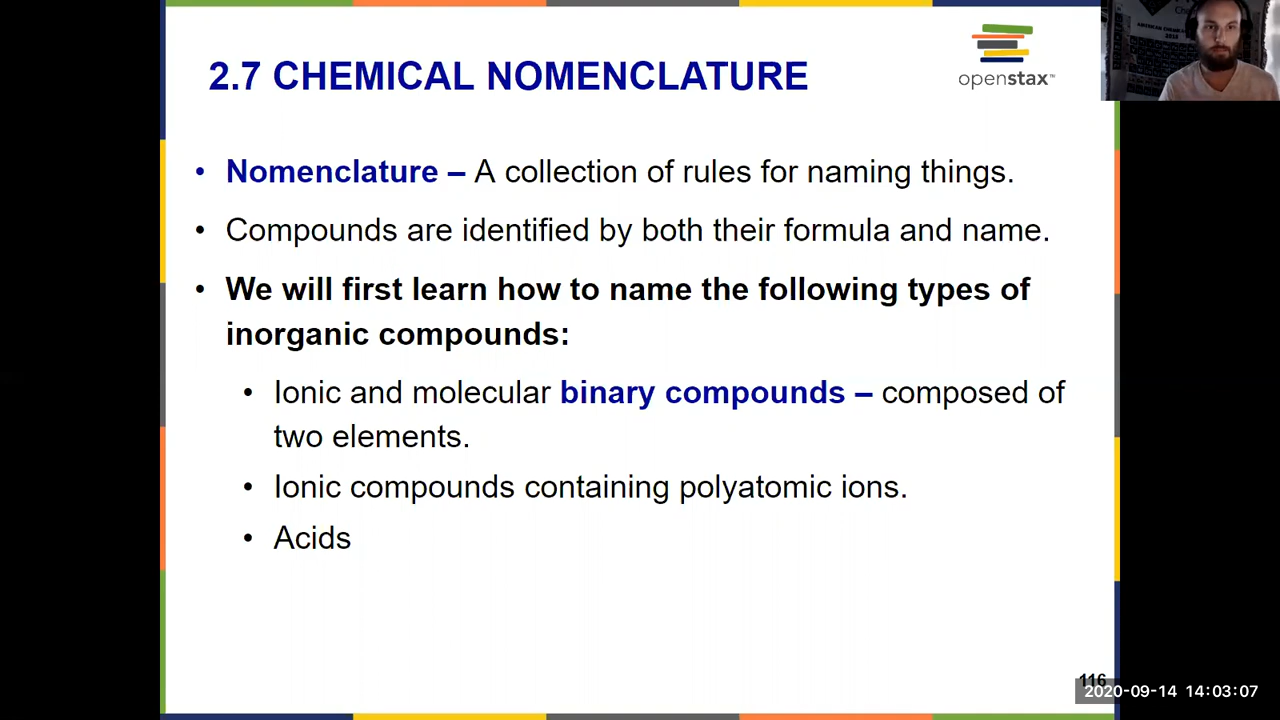 2.7 CHEMICAL NOMENCLATURE
openstax™
• Nomenclature – A collection of rules for naming things.
• Compounds are identified by both their formula and name.
• We will first learn how to name the following types of
inorganic compounds:
• Ionic and molecular binary compounds – composed of
two elements.
• Ionic compounds containing polyatomic ions.
• Acids
116
2020-09-14 14:03:07